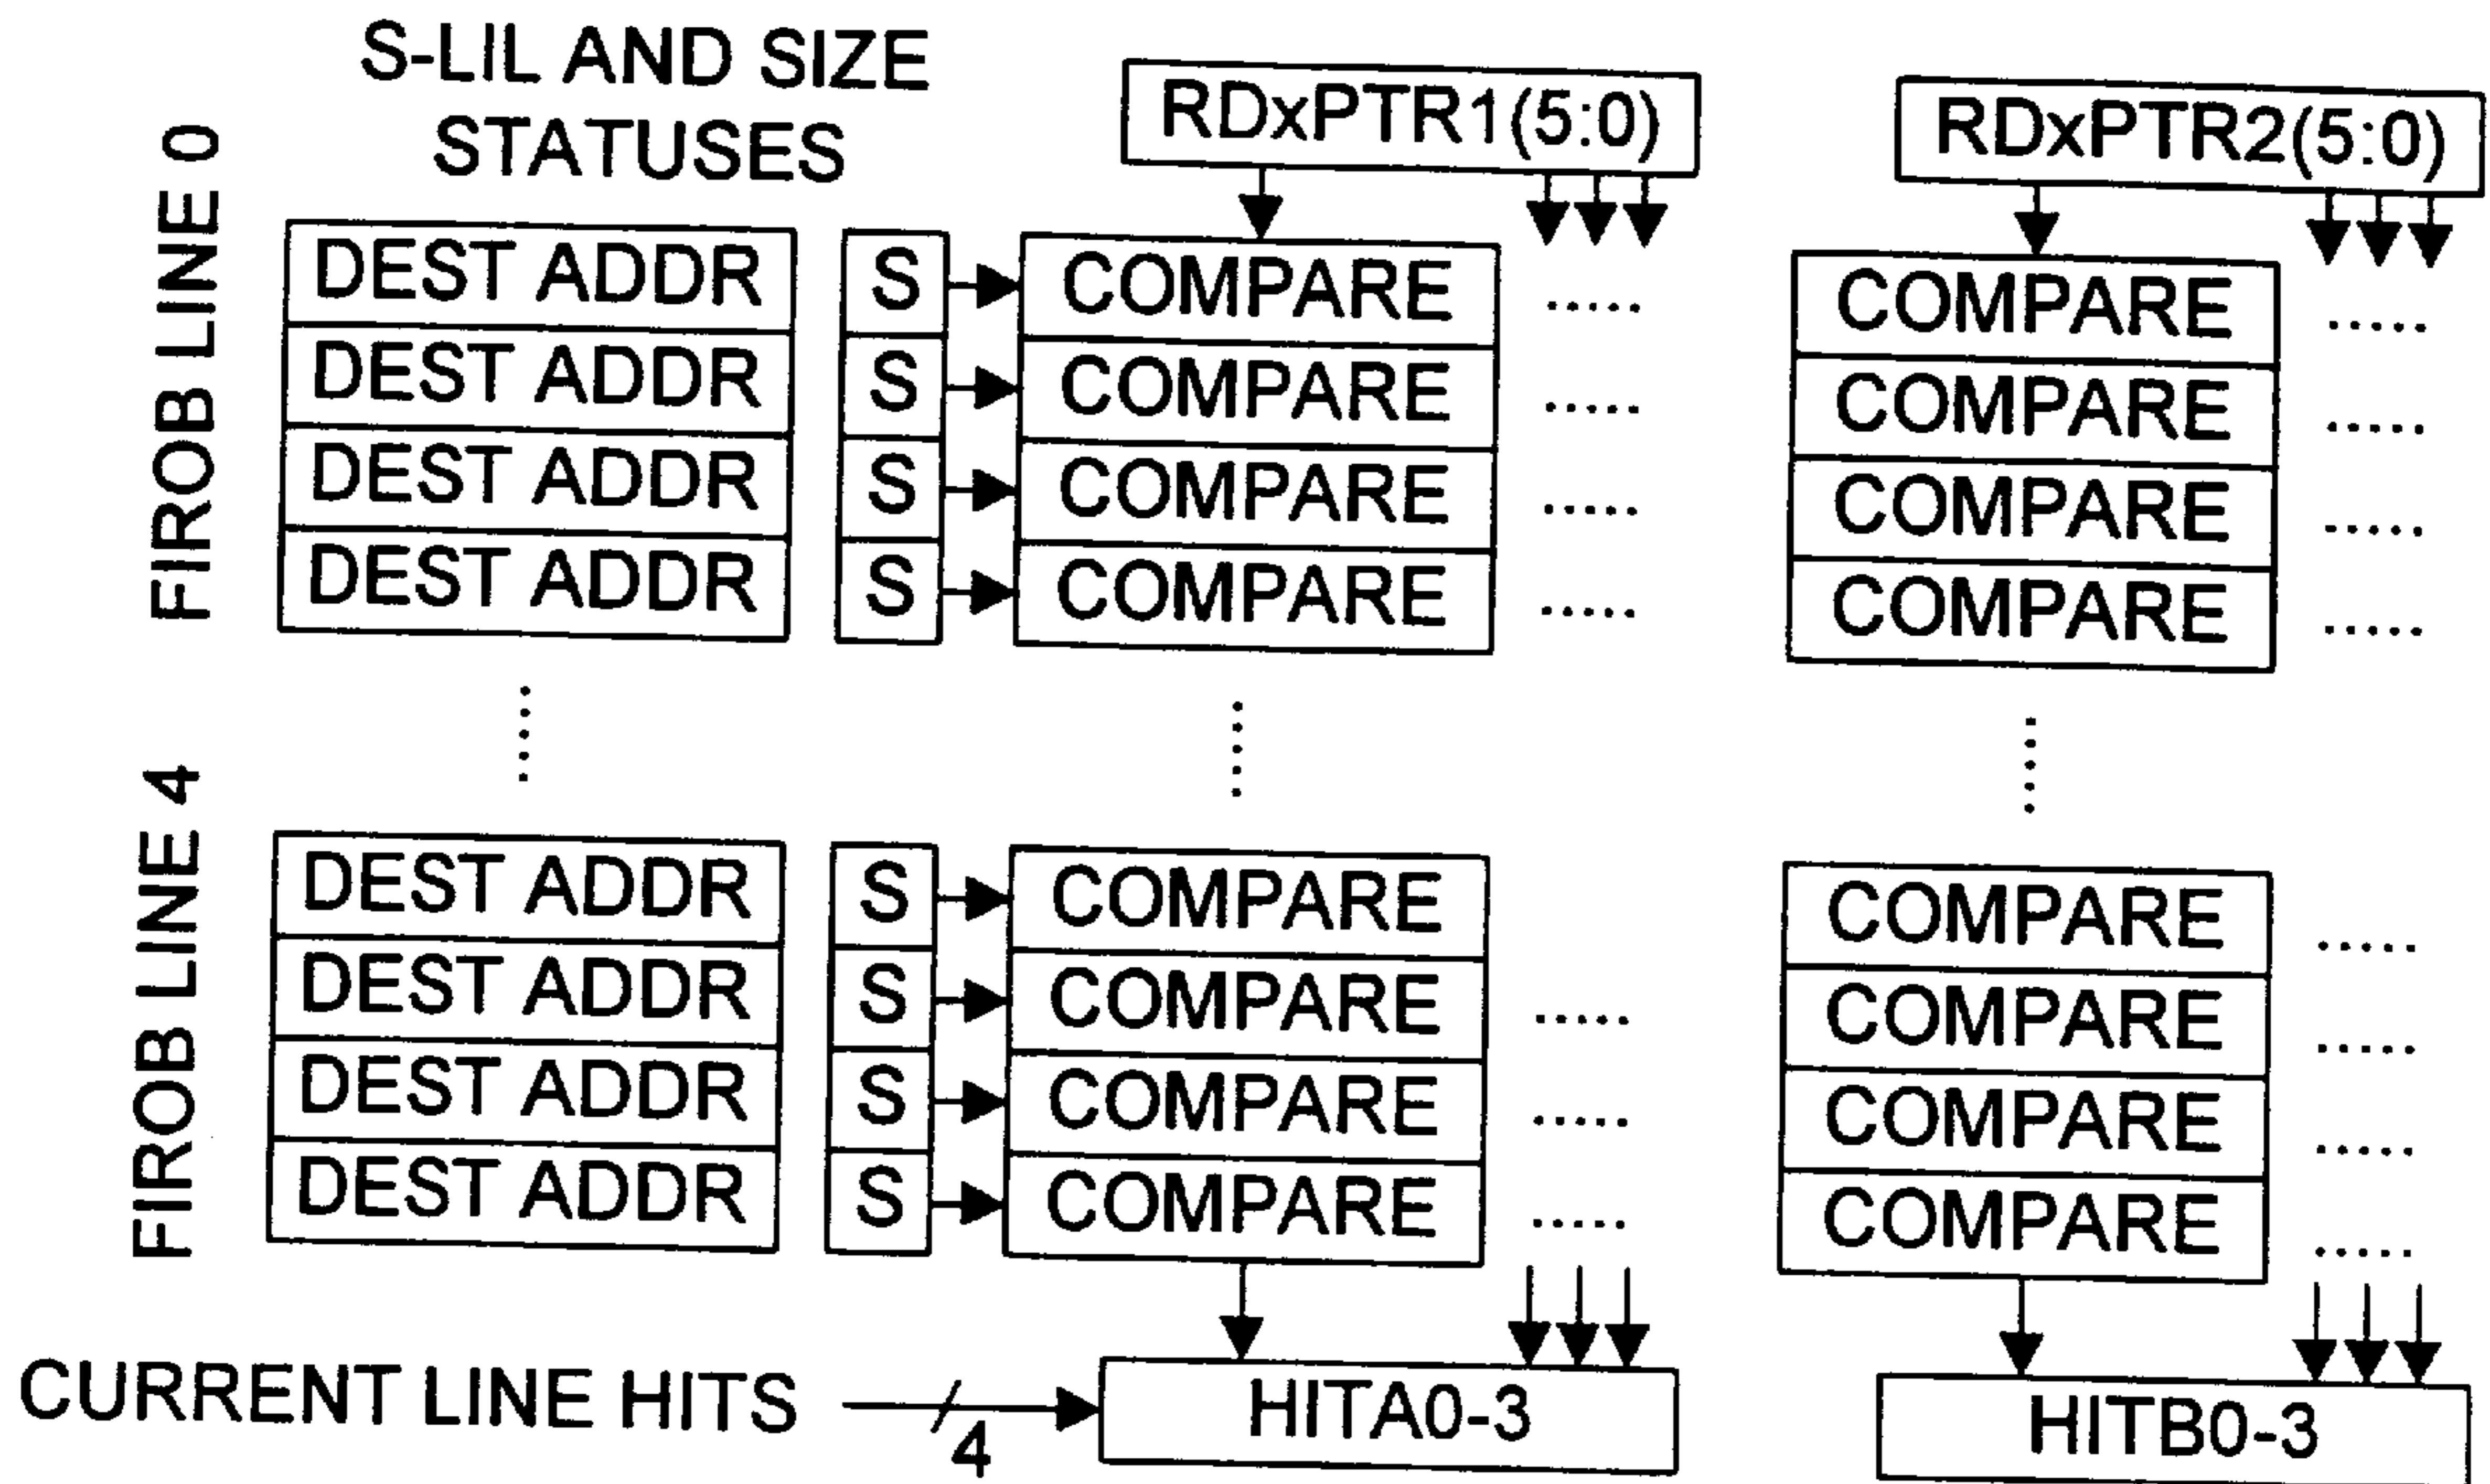 S-LIL AND SIZE
STATUSES
RDxPTR1(5:0)
RDxPTR2(5:0)
FIROB LINE 0
DEST ADDR S COMPARE ..... COMPARE .....
DEST ADDR S COMPARE ..... COMPARE .....
DEST ADDR S COMPARE ..... COMPARE .....
DEST ADDR S COMPARE ..... COMPARE .....
FIROB LINE 4
DEST ADDR S COMPARE COMPARE .....
DEST ADDR S COMPARE ..... COMPARE .....
DEST ADDR S COMPARE ..... COMPARE .....
DEST ADDR S COMPARE ..... COMPARE .....
CURRENT LINE HITS
4
HITA0-3
HITB0-3